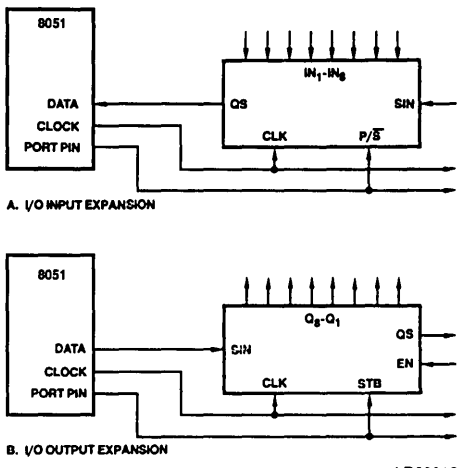 8051
IN1-IN8
DATA
QS
SIN
CLOCK
CLK
P/S̅
PORT PIN
A. I/O INPUT EXPANSION
8051
Q8-Q1
QS
DATA
SIN
EN
CLOCK
CLK
STB
PORT PIN
B. I/O OUTPUT EXPANSION